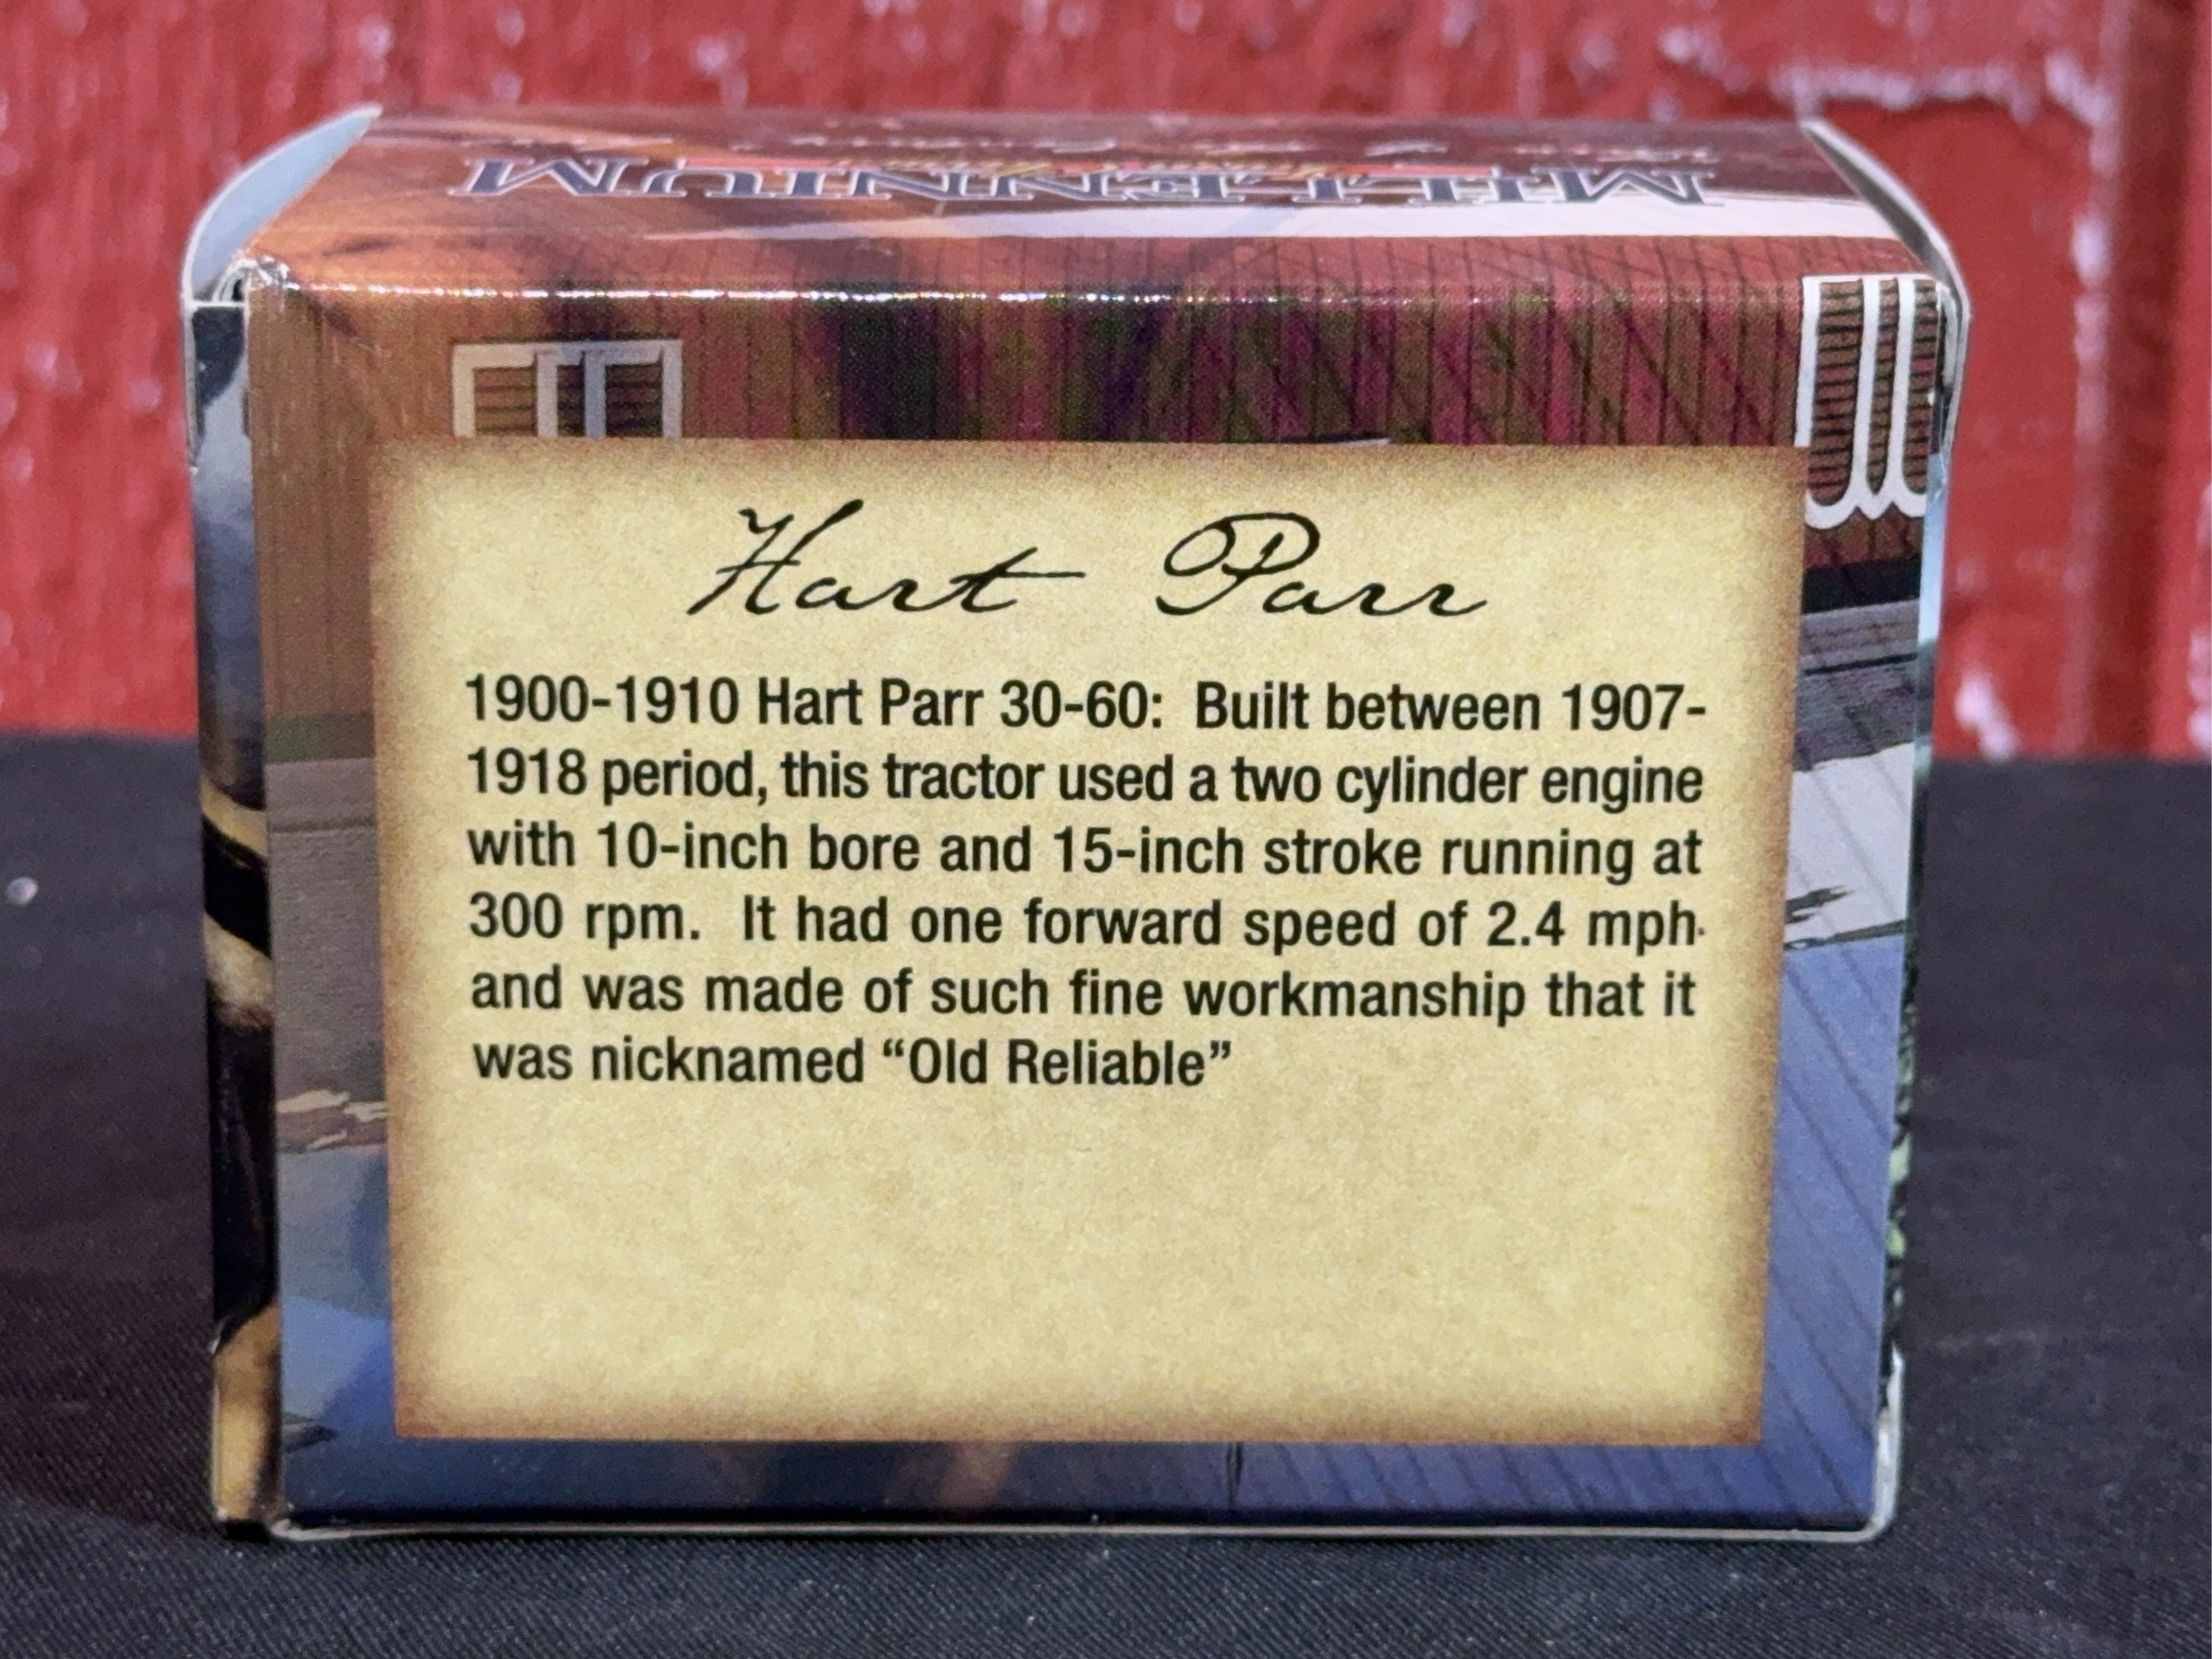 MILLENNIUM
Hart Parr
1900-1910 Hart Parr 30-60: Built between 1907-
1918 period, this tractor used a two cylinder engine
with 10-inch bore and 15-inch stroke running at
300 rpm. It had one forward speed of 2.4 mph
and was made of such fine workmanship that it
was nicknamed “Old Reliable”